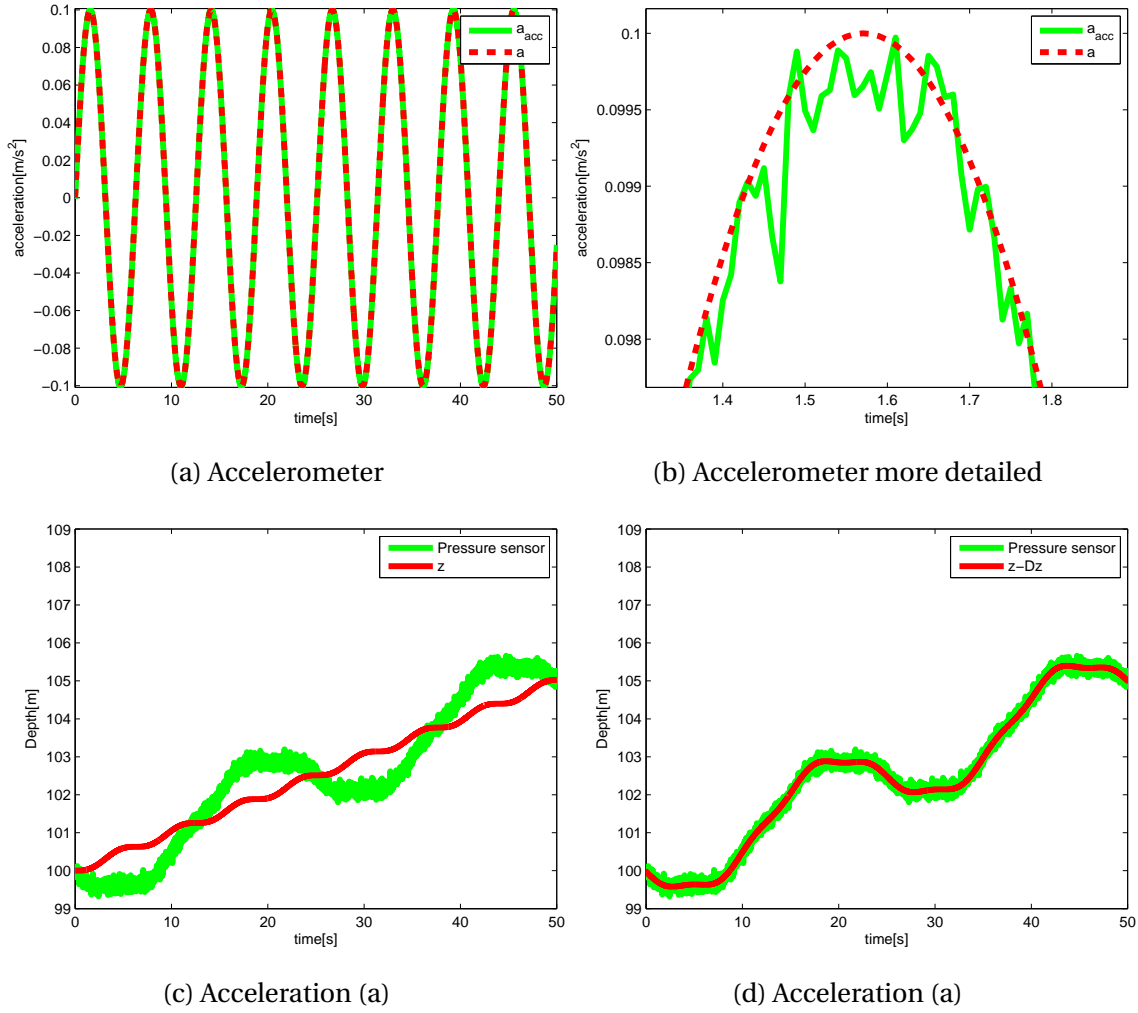 0.1
0.08
0.06
0.04
0.02
0
−0.02
−0.04
−0.06
−0.08
−0.1
acceleration[m/s²]
0 10 20 30 40 50
time[s]
a_acc
a
(a) Accelerometer
0.1
0.0995
0.099
0.0985
0.098
acceleration[m/s²]
1.4 1.5 1.6 1.7 1.8
time[s]
a_acc
a
(b) Accelerometer more detailed
109
108
107
106
105
104
103
102
101
100
99
Depth[m]
0 10 20 30 40 50
time[s]
Pressure sensor
z
(c) Acceleration (a)
109
108
107
106
105
104
103
102
101
100
99
Depth[m]
0 10 20 30 40 50
time[s]
Pressure sensor
z−Dz
(d) Acceleration (a)